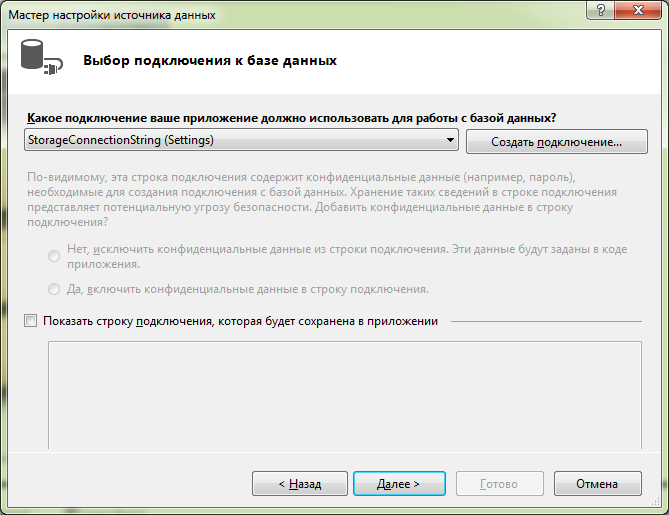 Мастер настройки источника данных
?
Выбор подключения к базе данных
Какое подключение ваше приложение должно использовать для работы с базой данных?
StorageConnectionString (Settings)
Создать подключение...
По-видимому, эта строка подключения содержит конфиденциальные данные (например, пароль),
необходимые для создания подключения с базой данных. Хранение таких сведений в строке подключения
представляет потенциальную угрозу безопасности. Добавить конфиденциальные данные в строку
подключения?
Нет, исключить конфиденциальные данные из строки подключения. Эти данные будут заданы в коде
приложения.
Да, включить конфиденциальные данные в строку подключения.
Показать строку подключения, которая будет сохранена в приложении
< Назад
Далее >
Готово
Отмена